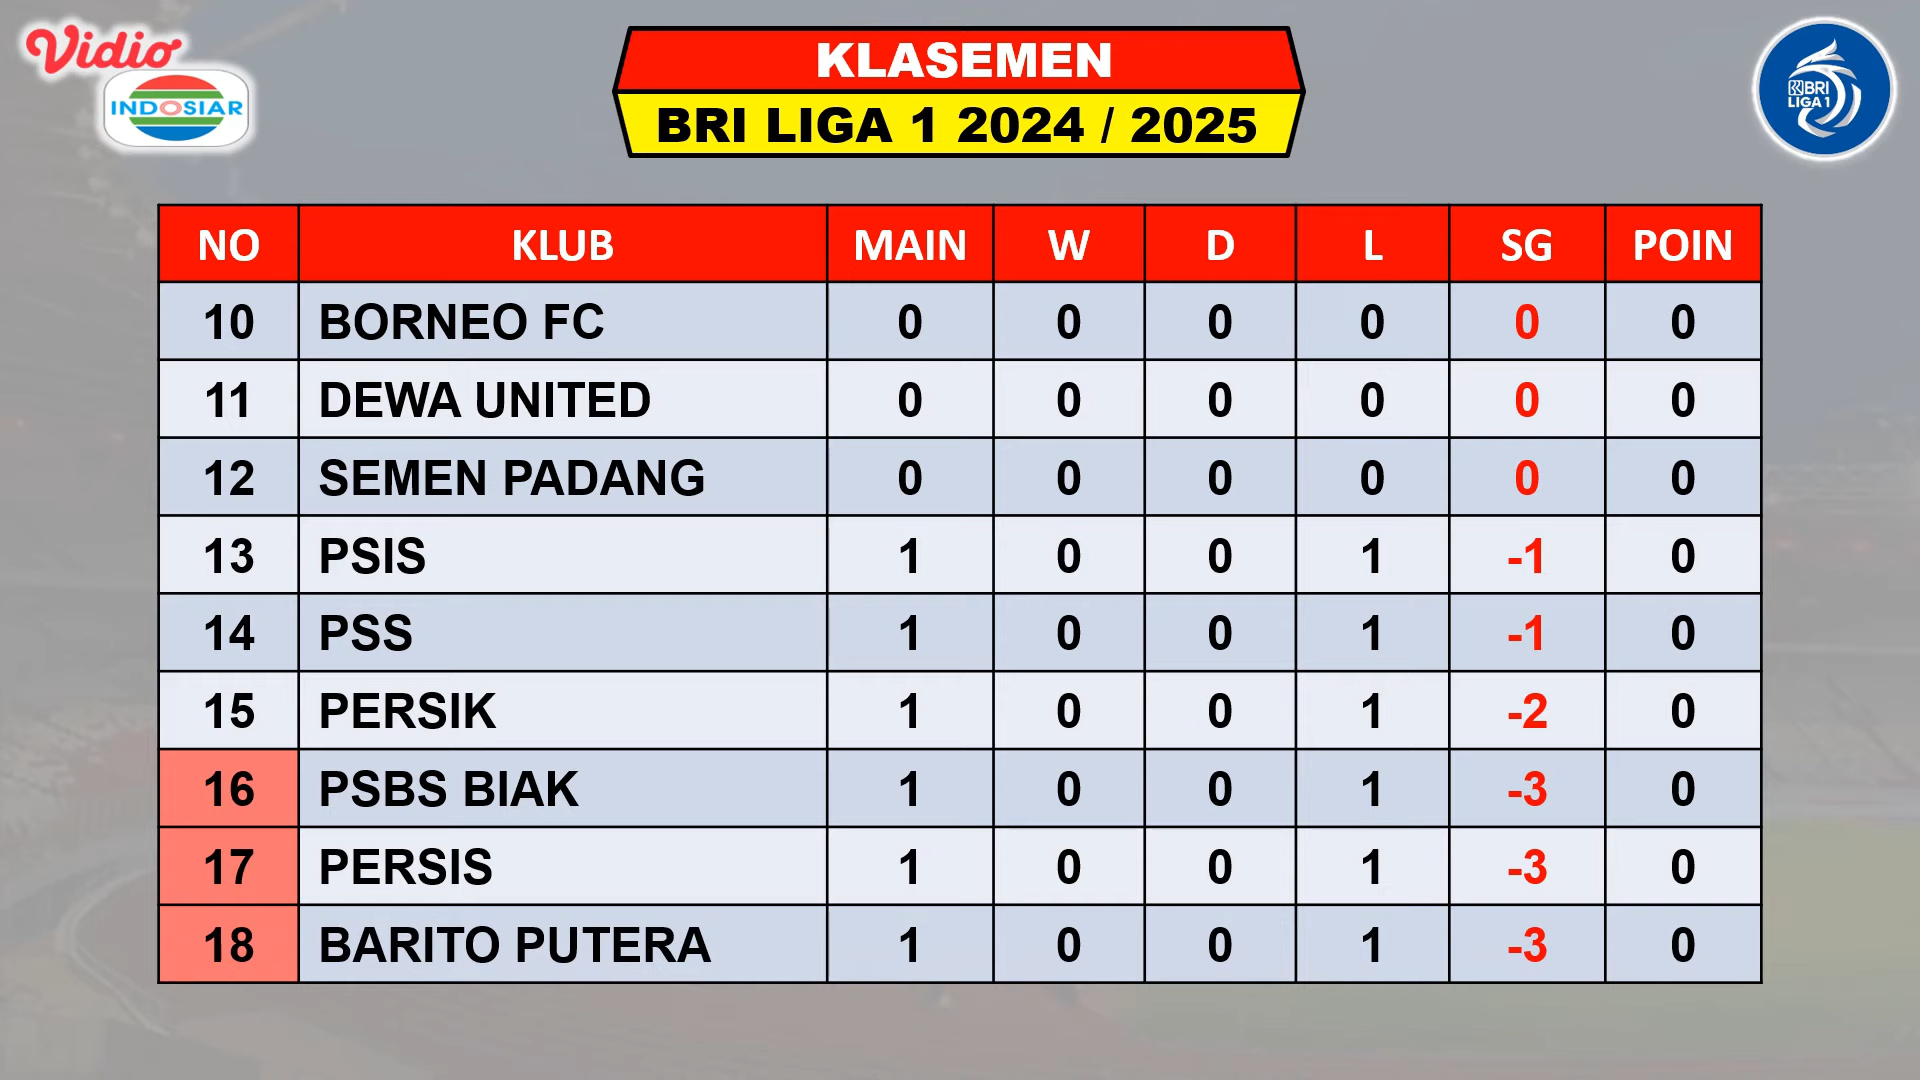 Vidio
INDOSIAR
KLASEMEN
BRI LIGA 1 2024 / 2025
BRI
LIGA 1
NO KLUB MAIN W D L SG POIN
10 BORNEO FC 0 0 0 0 0 0
11 DEWA UNITED 0 0 0 0 0 0
12 SEMEN PADANG 0 0 0 0 0 0
13 PSIS 1 0 0 1 -1 0
14 PSS 1 0 0 1 -1 0
15 PERSIK 1 0 0 1 -2 0
16 PSBS BIAK 1 0 0 1 -3 0
17 PERSIS 1 0 0 1 -3 0
18 BARITO PUTERA 1 0 0 1 -3 0